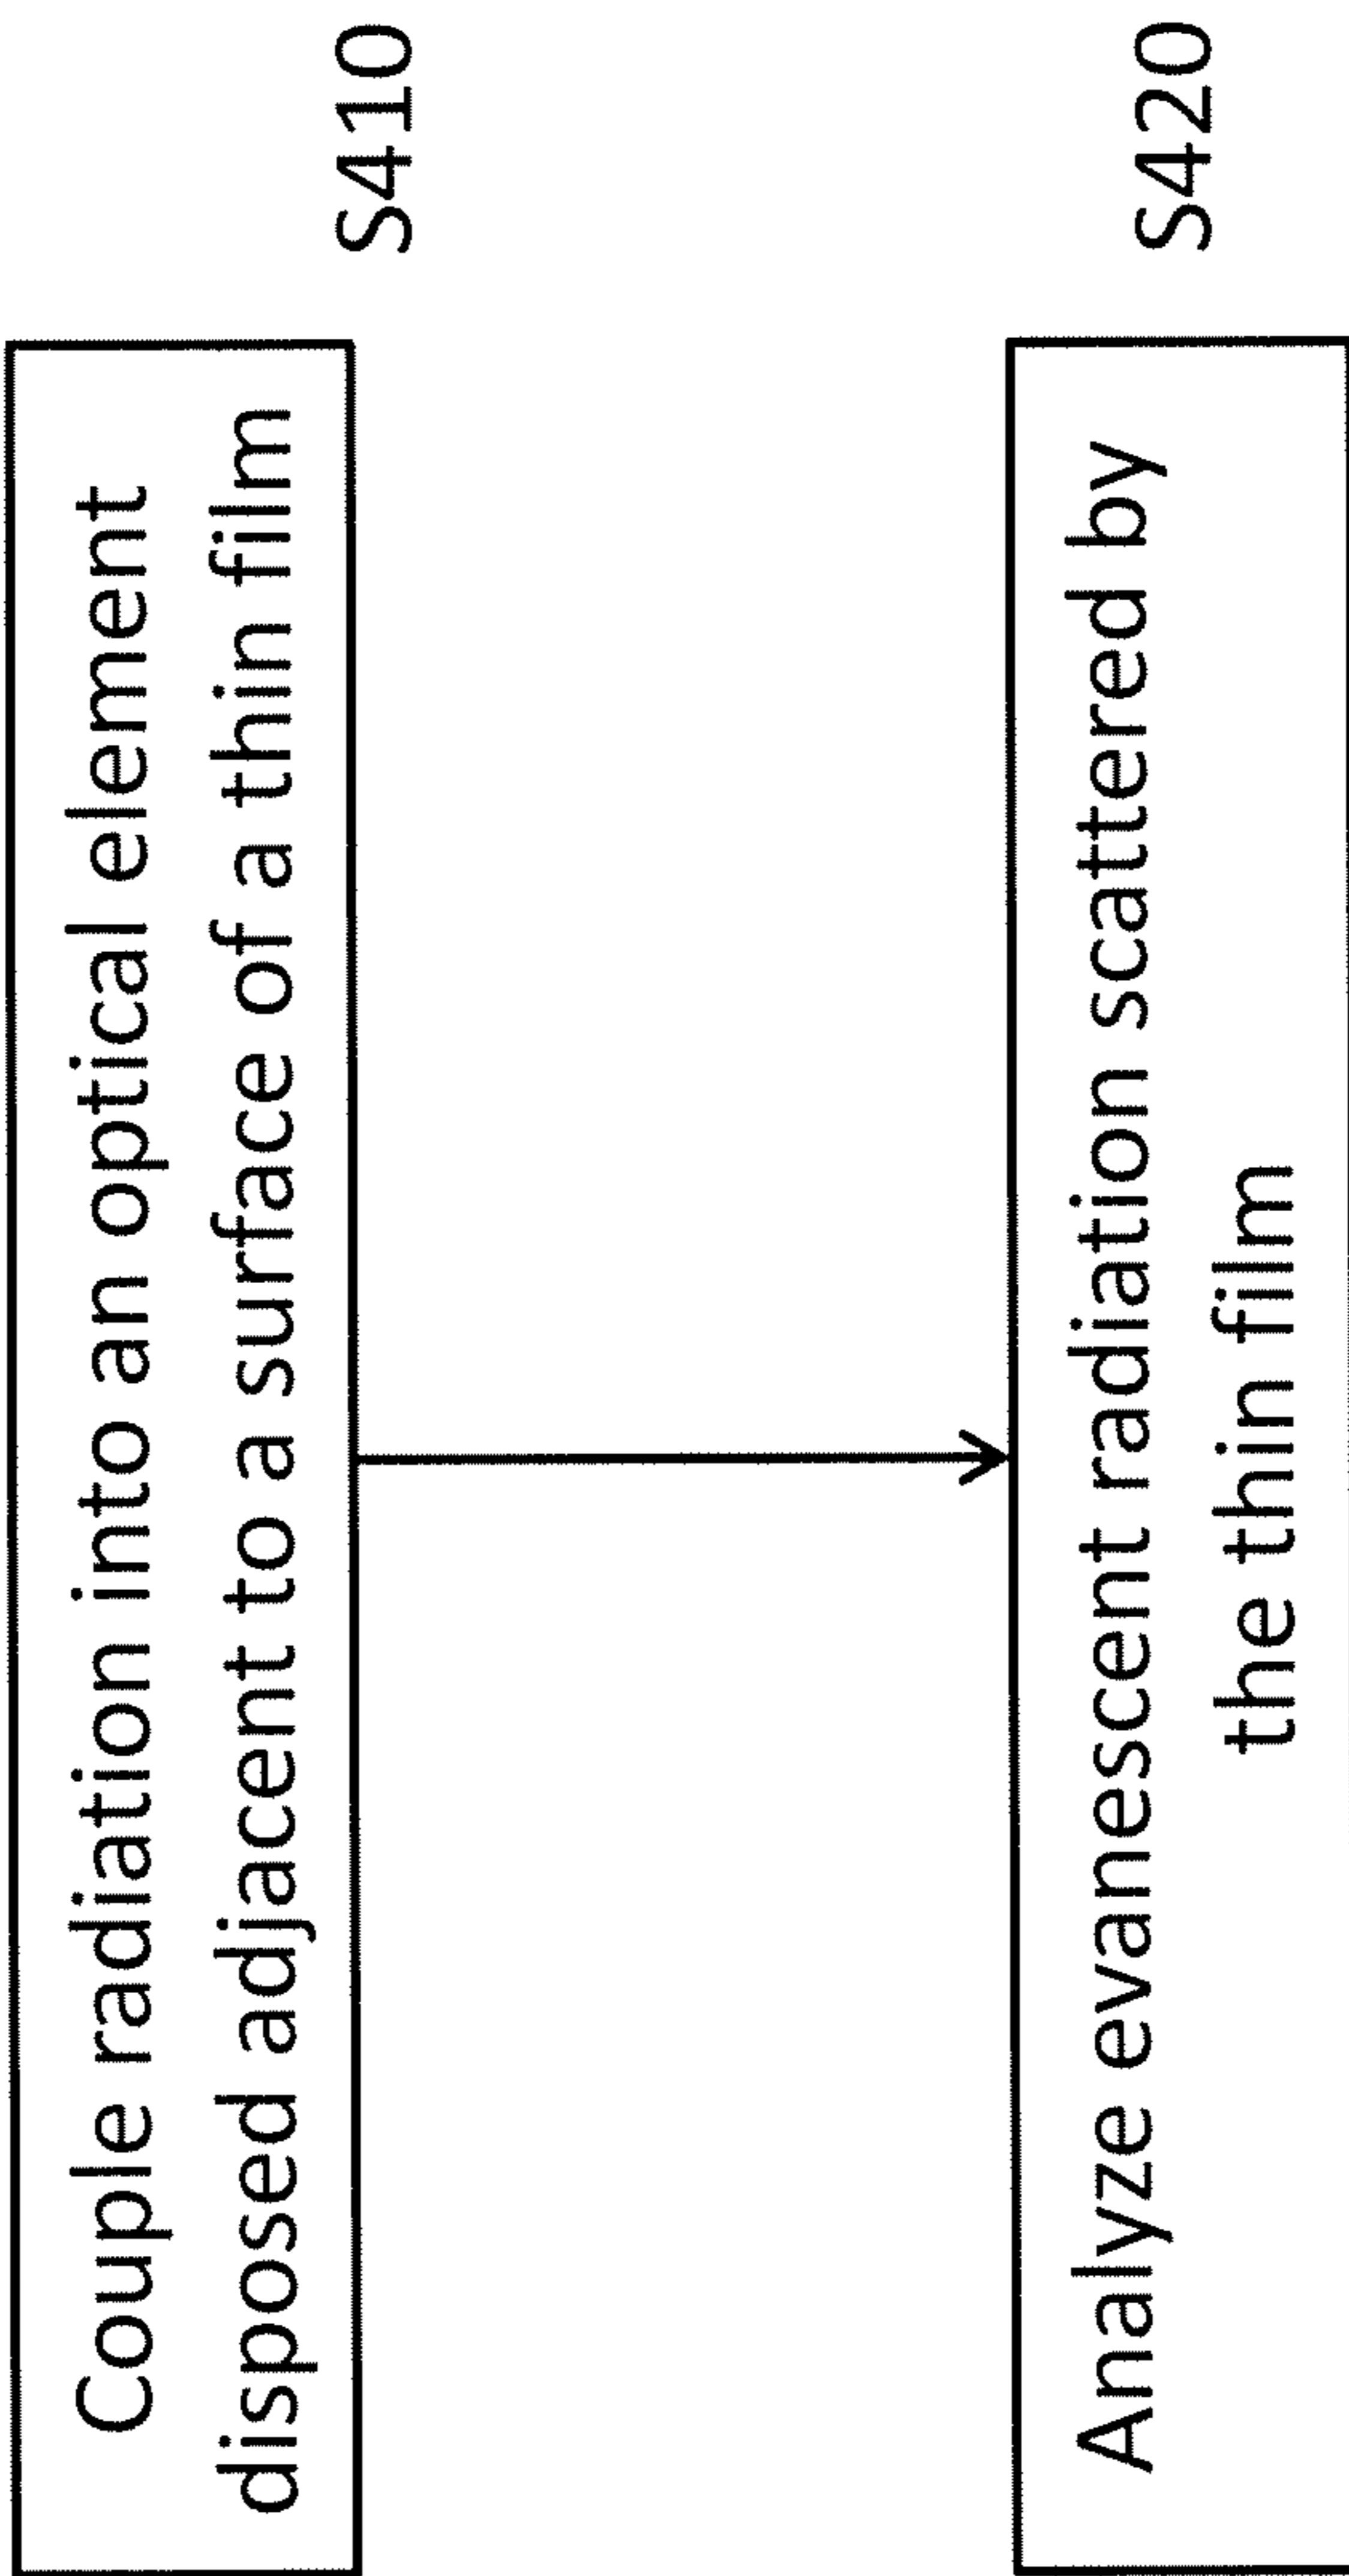 Couple radiation into an optical element
disposed adjacent to a surface of a thin film
S410
Analyze evanescent radiation scattered by
the thin film
S420